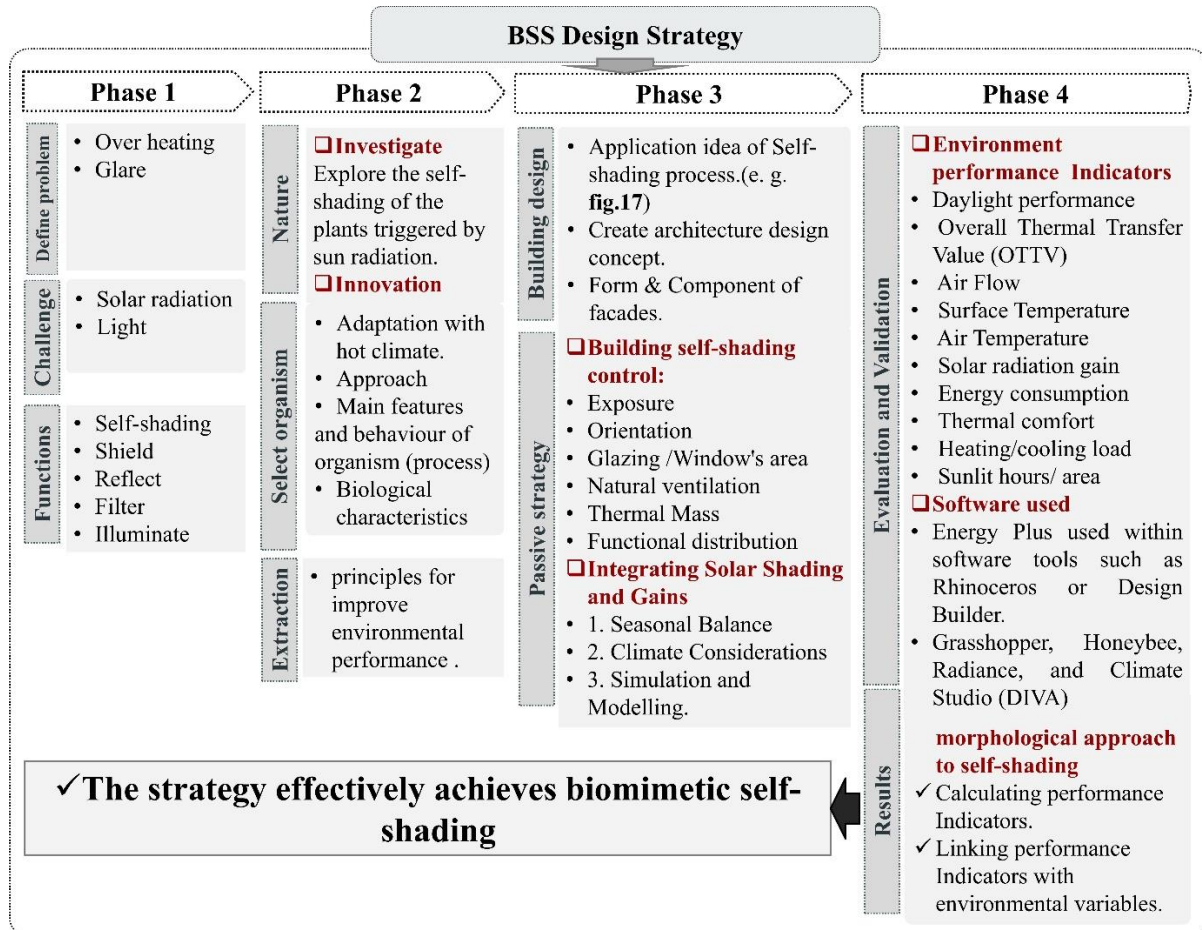 BSS Design Strategy
Phase 1
Define problem
• Over heating
• Glare
Challenge
• Solar radiation
• Light
Functions
• Self-shading
• Shield
• Reflect
• Filter
• Illuminate
Phase 2
Nature
❑Investigate
Explore the self-
shading of the
plants triggered by
sun radiation.
❑Innovation
Select organism
• Adaptation with
hot climate.
• Approach
• Main features
and behaviour of
organism (process)
• Biological
characteristics
Extraction
• principles for
improve
environmental
performance .
Phase 3
Building design
• Application idea of Self-
shading process.(e. g.
fig.17)
• Create architecture design
concept.
• Form & Component of
facades.
Passive strategy
❑Building self-shading
control:
• Exposure
• Orientation
• Glazing /Window's area
• Natural ventilation
• Thermal Mass
• Functional distribution
❑Integrating Solar Shading
and Gains
• 1. Seasonal Balance
• 2. Climate Considerations
• 3. Simulation and
Modelling.
Phase 4
Evaluation and Validation
❑Environment
performance Indicators
• Daylight performance
• Overall Thermal Transfer
Value (OTTV)
• Air Flow
• Surface Temperature
• Air Temperature
• Solar radiation gain
• Energy consumption
• Thermal comfort
• Heating/cooling load
• Sunlit hours/ area
❑Software used
• Energy Plus used within
software tools such as
Rhinoceros or Design
Builder.
• Grasshopper, Honeybee,
Radiance, and Climate
Studio (DIVA)
Results
morphological approach
to self-shading
✓ Calculating performance
Indicators.
✓ Linking performance
Indicators with
environmental variables.
✓The strategy effectively achieves biomimetic self-
shading